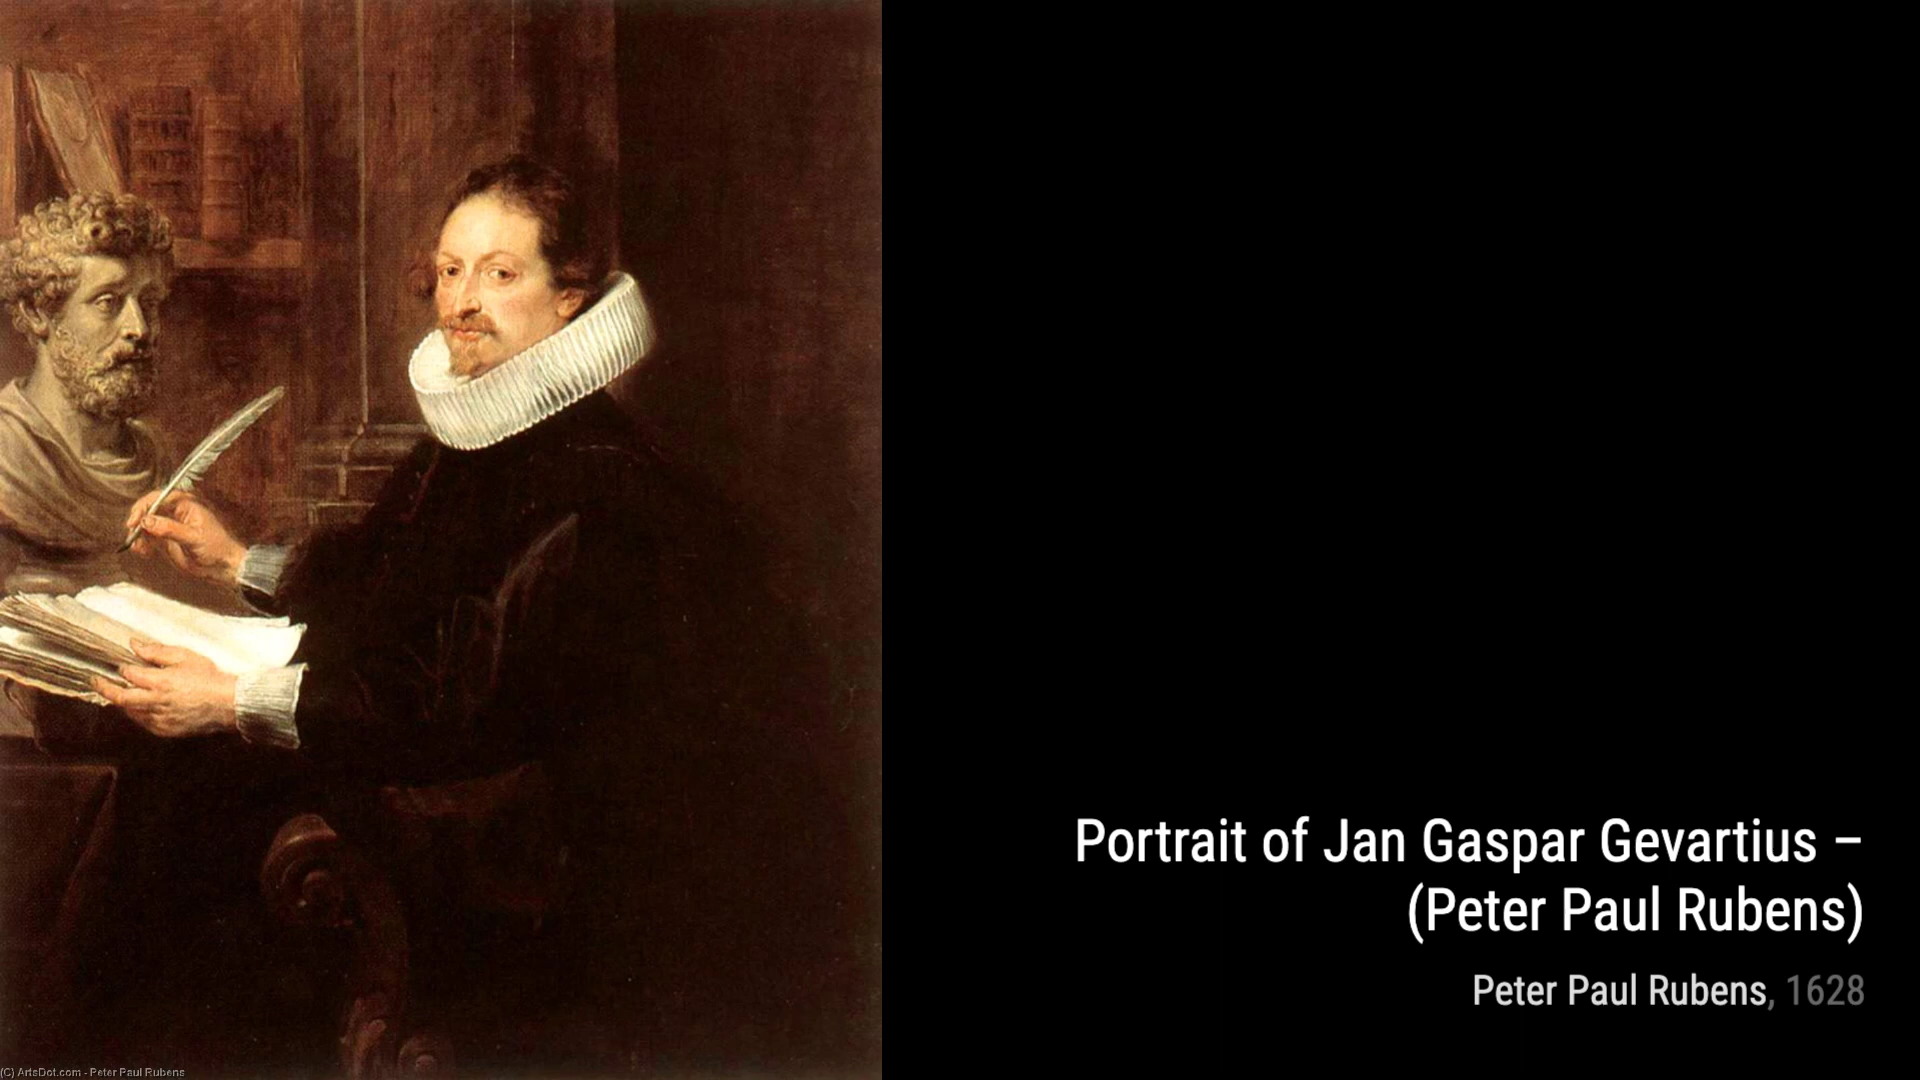 Portrait of Jan Gaspar Gevartius –
(Peter Paul Rubens)
Peter Paul Rubens, 1628
(C) ArtsDot.com - Peter Paul Rubens